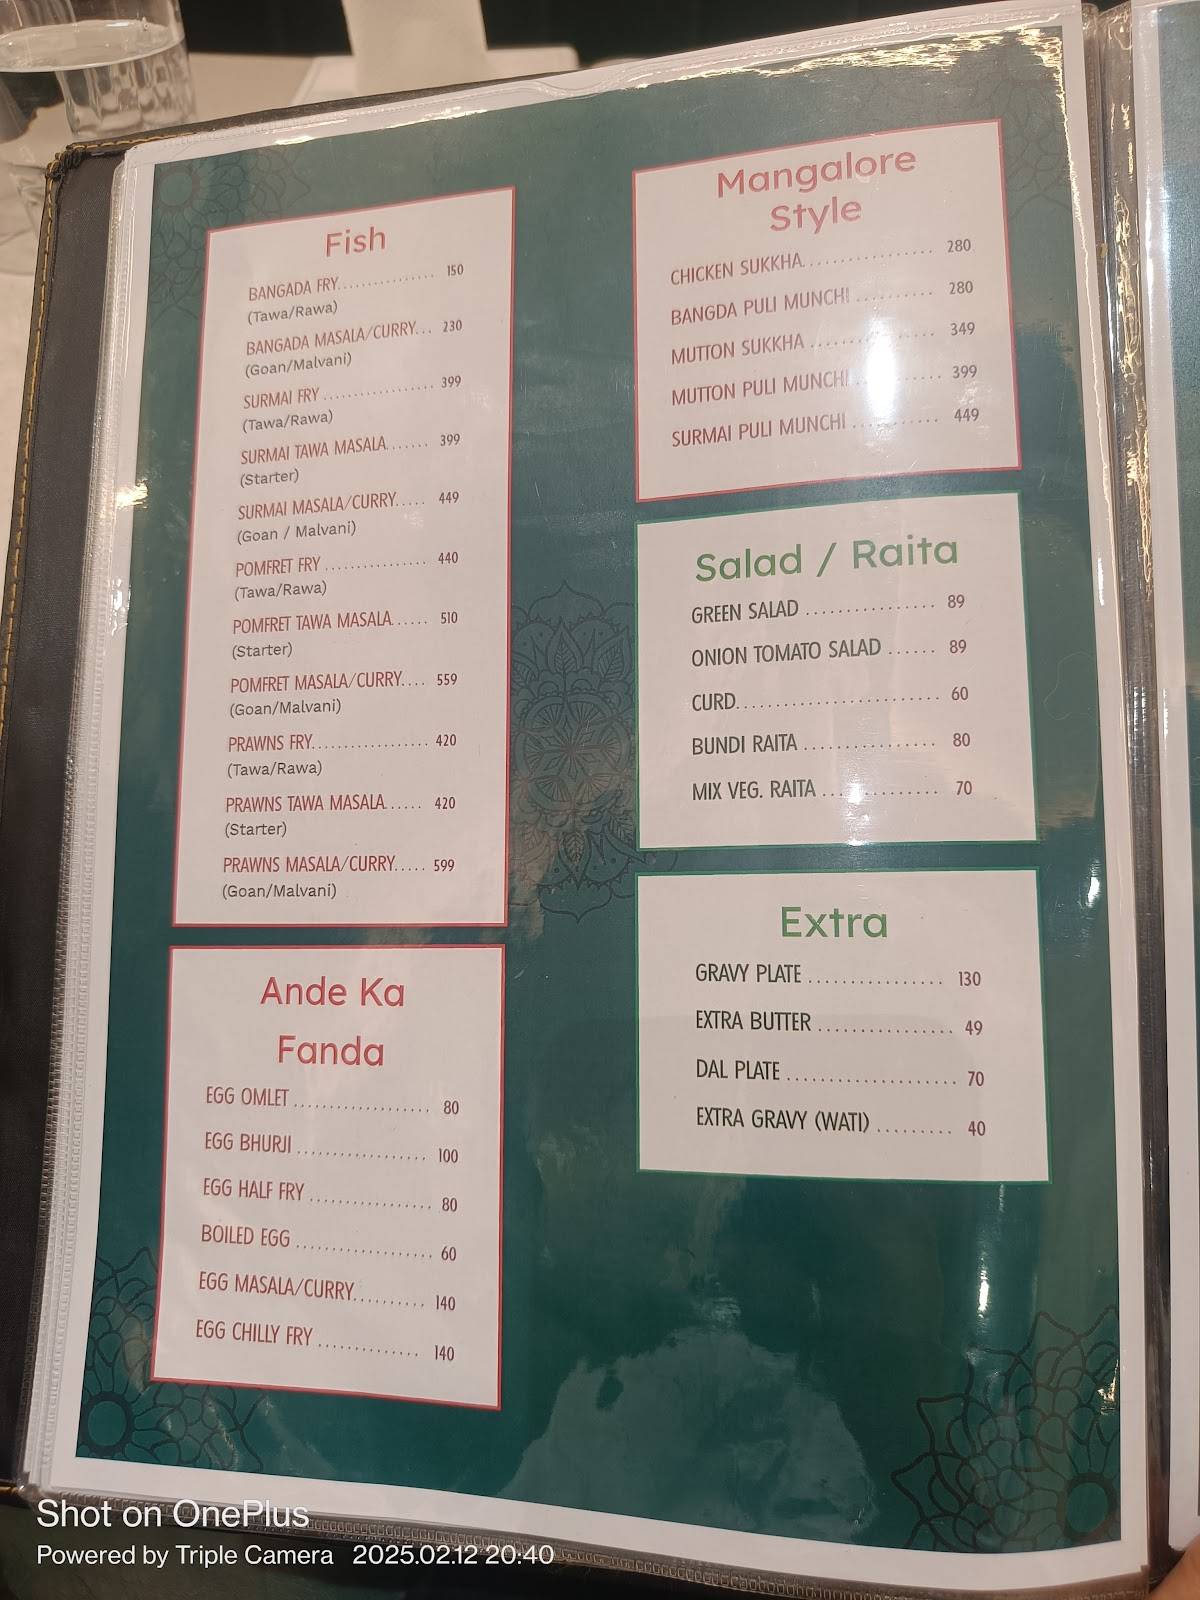 Fish
BANGADA FRY................ 150
(Tawa/Rawa)
BANGADA MASALA/CURRY... 230
(Goan/Malvani)
SURMAI FRY .............. 399
(Tawa/Rawa)
SURMAI TAWA MASALA....... 399
(Starter)
SURMAI MASALA/CURRY..... 449
(Goan / Malvani)
POMFRET FRY ................ 440
(Tawa/Rawa)
POMFRET TAWA MASALA ..... 510
(Starter)
POMFRET MASALA/CURRY.... 559
(Goan/Malvani)
PRAWNS FRY.................. 420
(Tawa/Rawa)
PRAWNS TAWA MASALA...... 420
(Starter)
PRAWNS MASALA/CURRY..... 599
(Goan/Malvani)
Ande Ka
Fanda
EGG OMLET ................... 80
EGG BHURJI .................. 100
EGG HALF FRY ................. 80
BOILED EGG ................... 60
EGG MASALA/CURRY.......... 140
EGG CHILLY FRY .............. 140
Mangalore
Style
CHICKEN SUKKHA................. 280
BANGDA PULI MUNCHI .......... 280
MUTTON SUKKHA ................ 349
MUTTON PULI MUNCHI ........... 399
SURMAI PULI MUNCHI ........... 449
Salad / Raita
GREEN SALAD ................ 89
ONION TOMATO SALAD ...... 89
CURD......................... 60
BUNDI RAITA ................. 80
MIX VEG. RAITA ............... 70
Extra
GRAVY PLATE ................. 130
EXTRA BUTTER ................. 49
DAL PLATE ..................... 70
EXTRA GRAVY (WATI) ......... 40
Shot on OnePlus
Powered by Triple Camera 2025.02.12 20:40